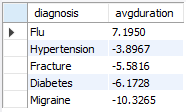 diagnosis avgduration
Flu 7.1950
Hypertension -3.8967
Fracture -5.5816
Diabetes -6.1728
Migraine -10.3265